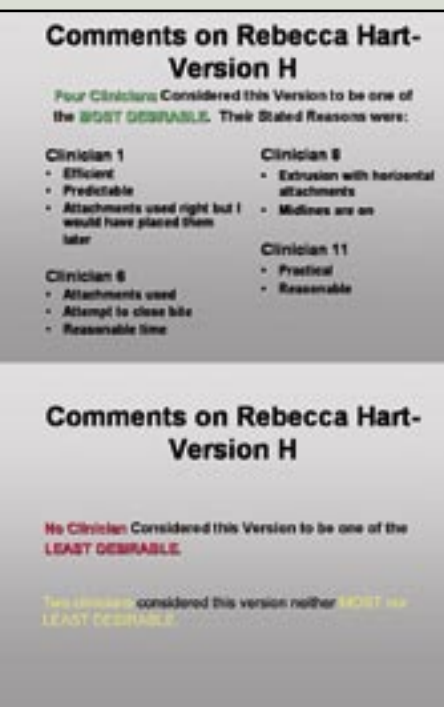 Comments on Rebecca Hart-
Version H
Four Clinicians Considered this Version to be one of
the MOST DESIRABLE. Their Stated Reasons were:
Clinician 1
• Efficient
• Predictable
• Attachments used right but I
would have placed them
later
Clinician 6
• Attachments used
• Attempt to close bite
• Reasonable time
Clinician 8
• Extrusion with horizontal
attachments
• Midlines are on
Clinician 11
• Practical
• Reasonable
Comments on Rebecca Hart-
Version H
No Clinician Considered this Version to be one of the
LEAST DESIRABLE.
Two clinicians considered this version neither MOST nor
LEAST DESIRABLE.